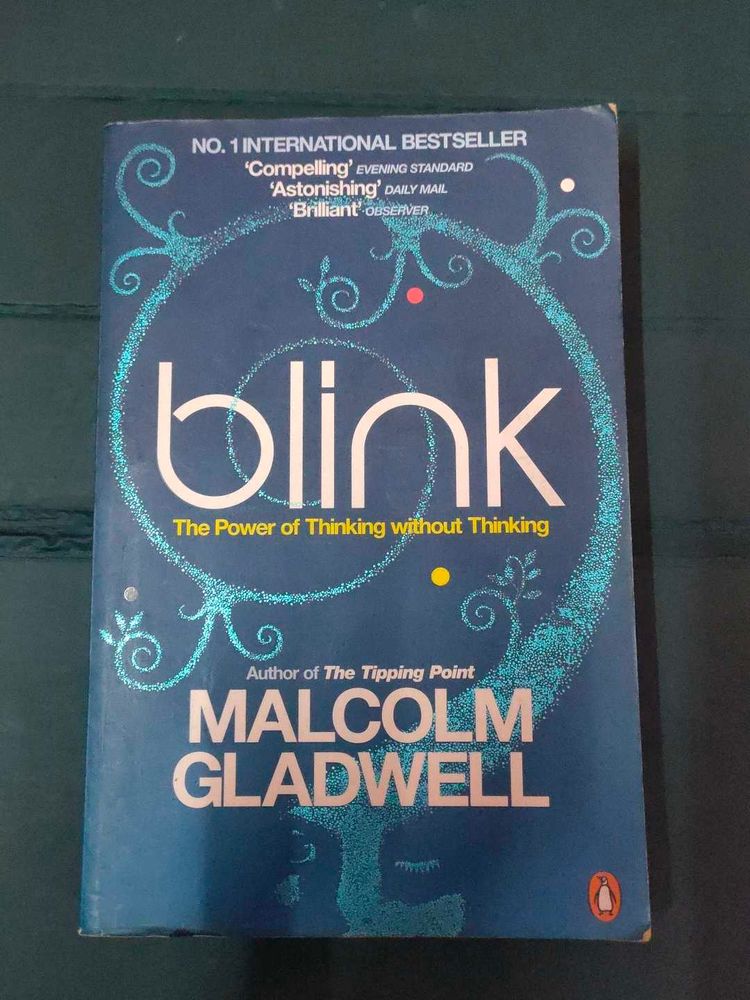 NO. 1 INTERNATIONAL BESTSELLER
'Compelling' EVENING STANDARD
'Astonishing' DAILY MAIL
'Brilliant' OBSERVER
blink
The Power of Thinking without Thinking
Author of The Tipping Point
MALCOLM
GLADWELL